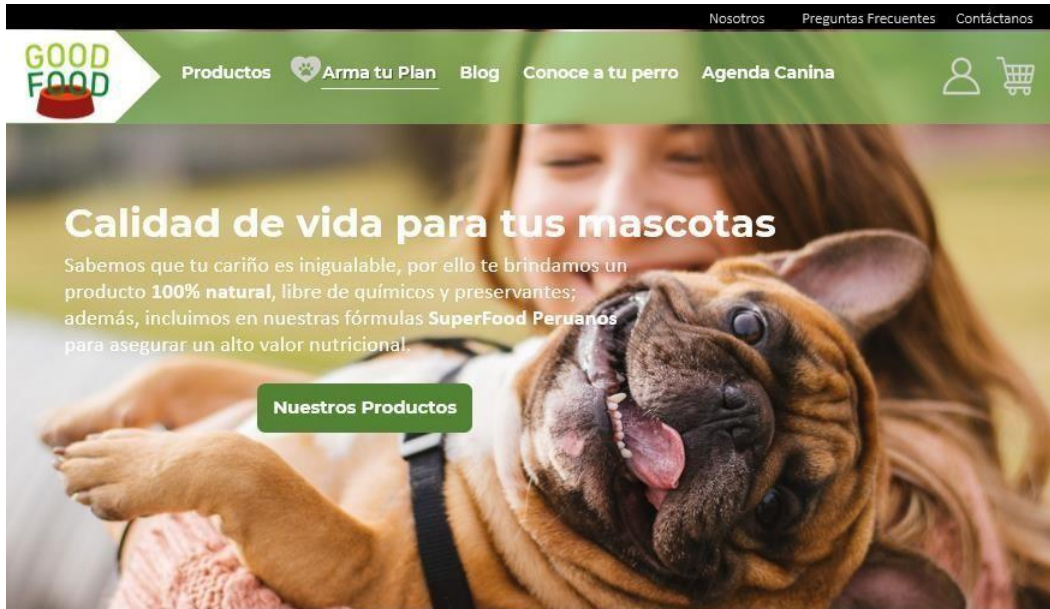 Nosotros Preguntas Frecuentes Contáctanos
GOOD
FOOD
Productos Arma tu Plan Blog Conoce a tu perro Agenda Canina
Calidad de vida para tus mascotas
Sabemos que tu cariño es inigualable, por ello te brindamos un
producto 100% natural, libre de químicos y preservantes;
además, incluimos en nuestras fórmulas SuperFood Peruanos
para asegurar un alto valor nutricional.
Nuestros Productos